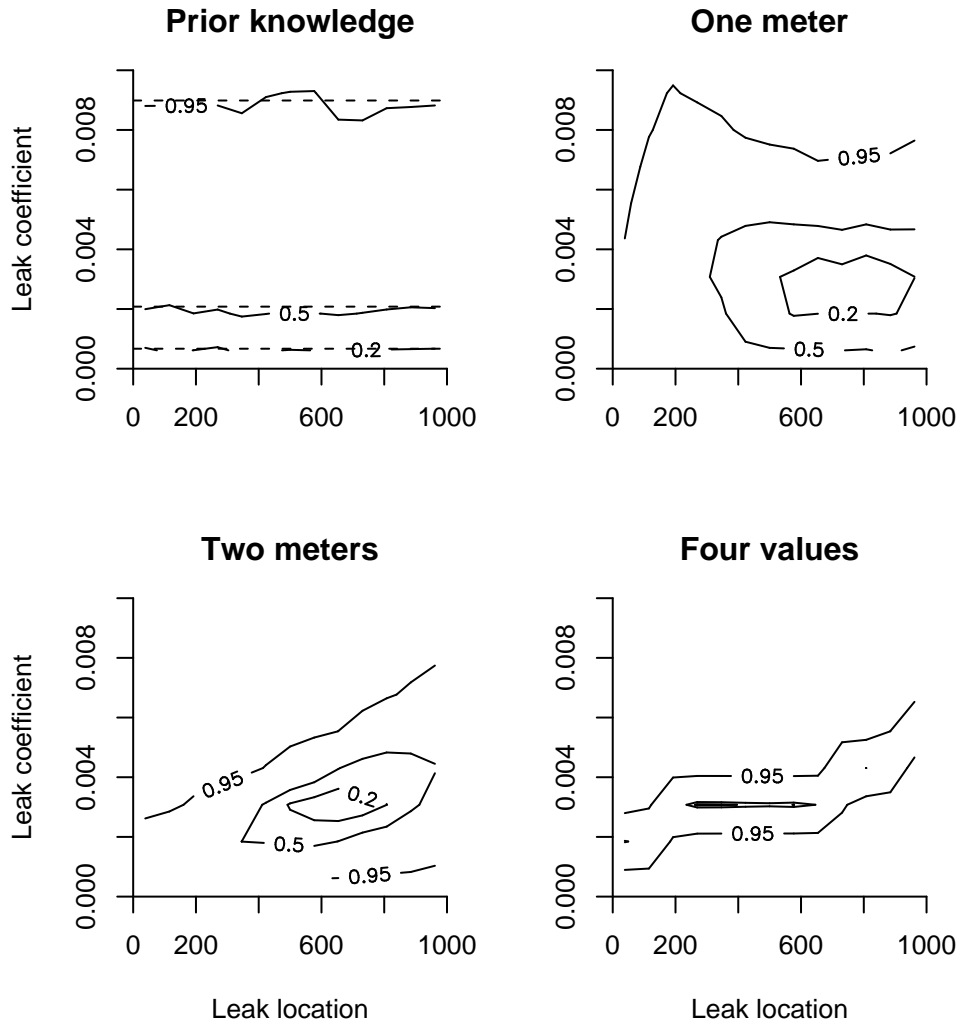 Prior knowledge
Leak coefficient
0.000 0.004 0.008
0.95
0.5
0.2
0 200 600 1000
One meter
0.000 0.004 0.008
0.95
0.2
0.5
0 200 600 1000
Two meters
Leak coefficient
0.000 0.004 0.008
0.95
0.2
0.5
0.95
0 200 600 1000
Leak location
Four values
0.000 0.004 0.008
0.95
0.95
0 200 600 1000
Leak location